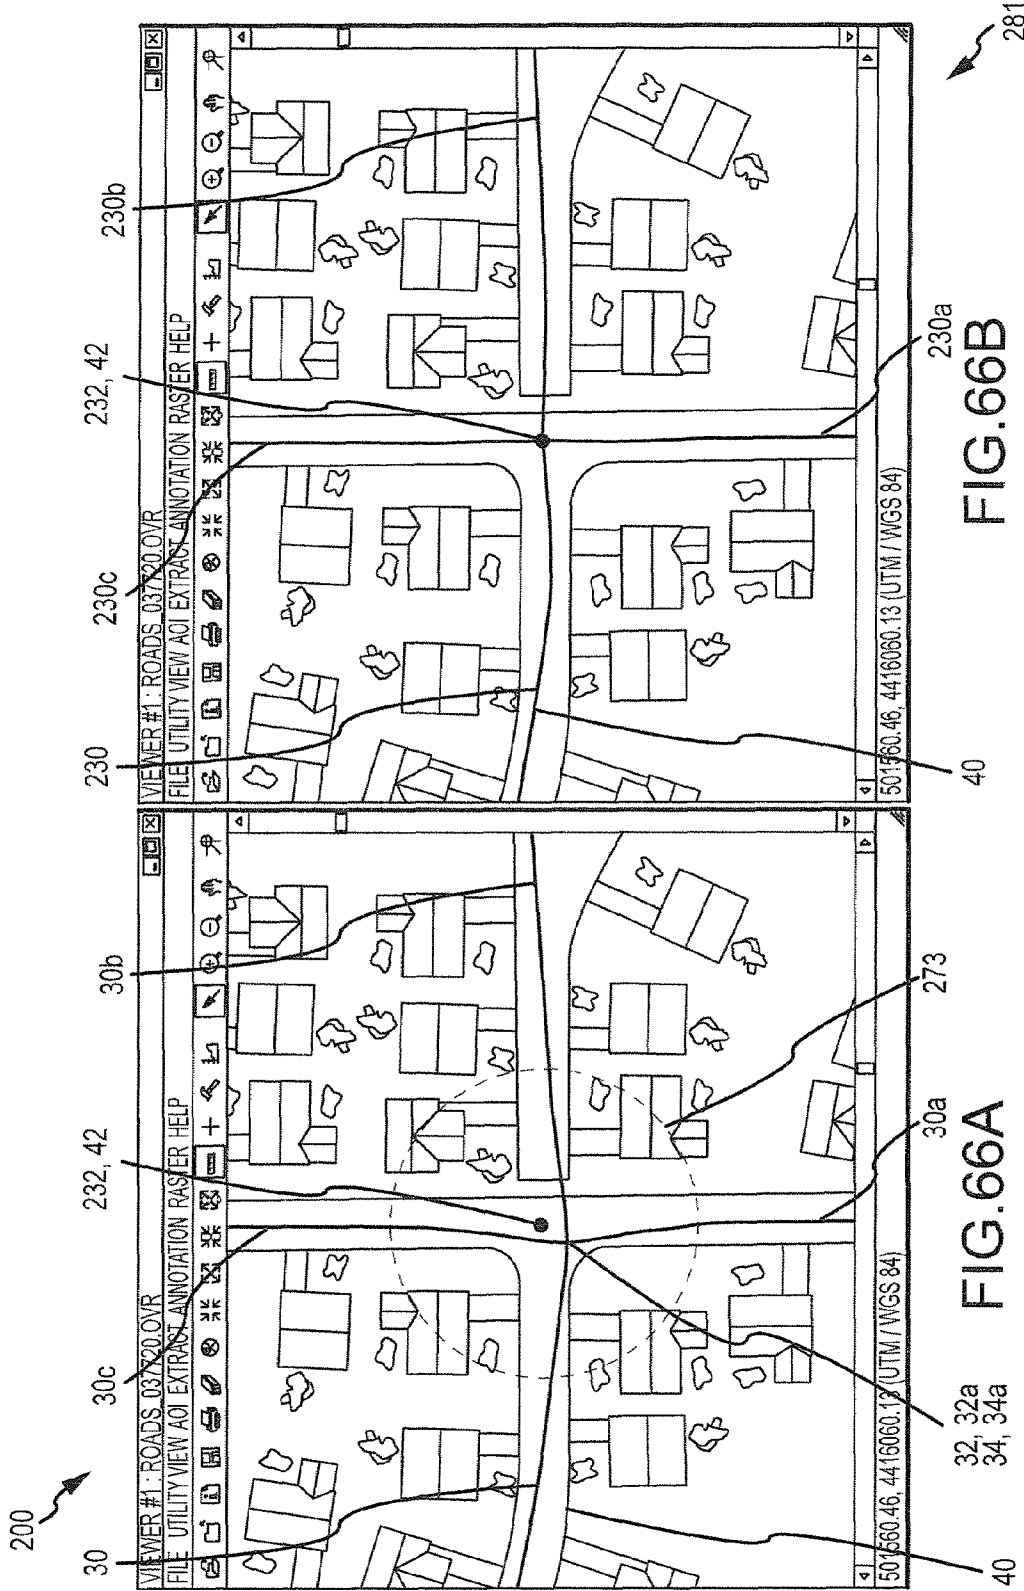 200
30
30c
232, 42
30b
VIEWER #1 : ROADS_037720.OVR
FILE UTILITY VIEW AOI EXTRACT ANNOTATION RASTER HELP
501560.46, 4416060.13 (UTM / WGS 84)
40
32, 32a
34, 34a
30a
273
FIG.66A
230
230c
232, 42
230b
VIEWER #1 : ROADS_037720.OVR
FILE UTILITY VIEW AOI EXTRACT ANNOTATION RASTER HELP
501560.46, 4416060.13 (UTM / WGS 84)
40
230a
281
FIG.66B